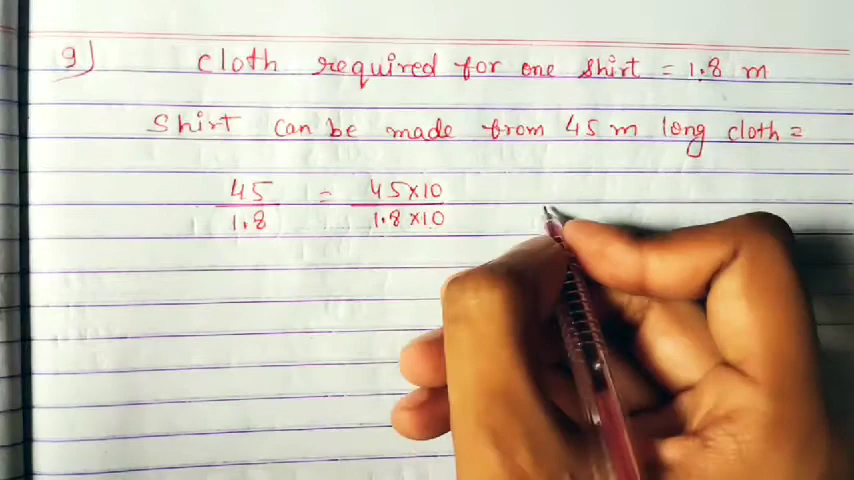 9) Cloth required for one shirt = 1.8 m
Shirt can be made from 45 m long cloth =
45/1.8 = 45×10/1.8×10